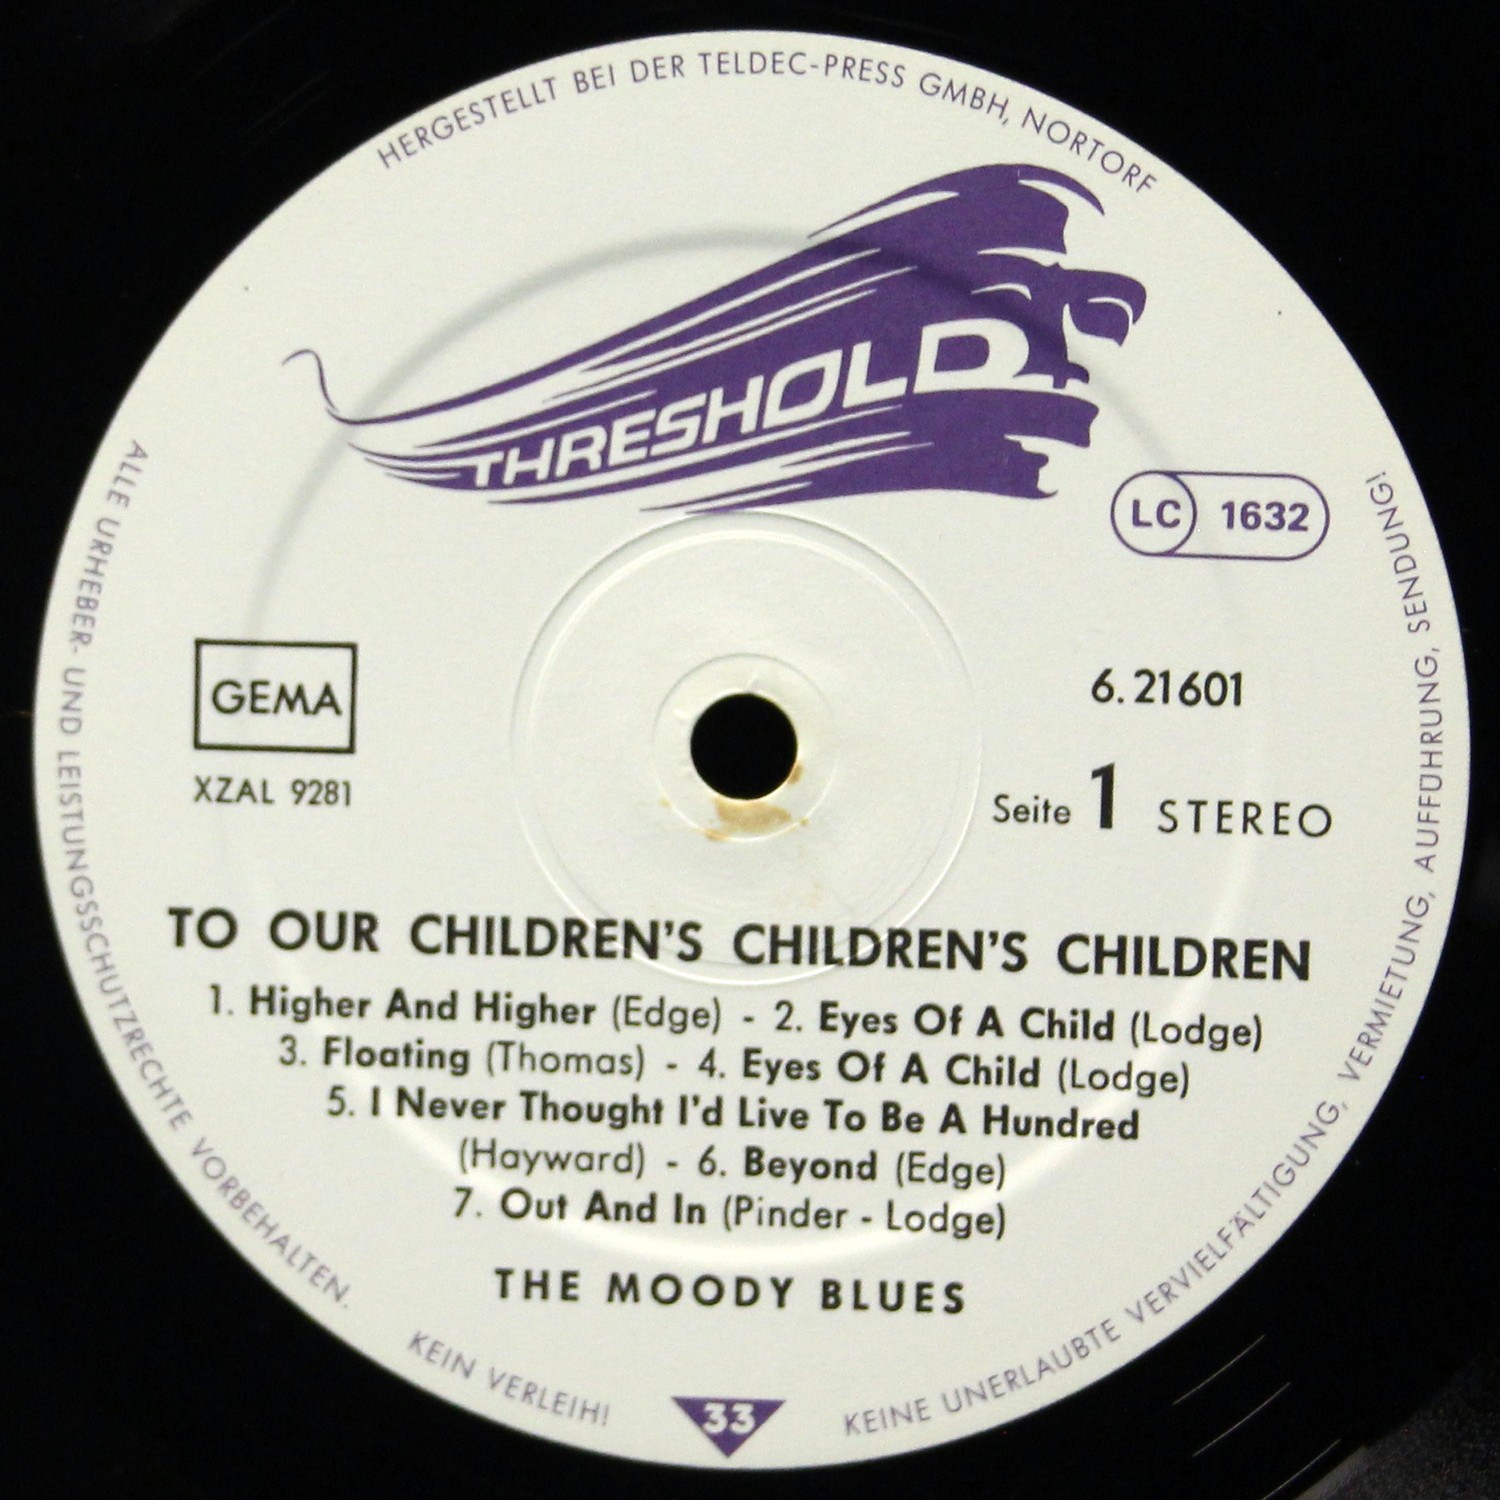 HERGESTELLT BEI DER TELDEC-PRESS GMBH, NORTORF
THRESHOLD
LC 1632
GEMA
XZAL 9281
6.21601
Seite 1 STEREO
TO OUR CHILDREN'S CHILDREN'S CHILDREN
1. Higher And Higher (Edge) - 2. Eyes Of A Child (Lodge)
3. Floating (Thomas) - 4. Eyes Of A Child (Lodge)
5. I Never Thought I'd Live To Be A Hundred
(Hayward) - 6. Beyond (Edge)
7. Out And In (Pinder - Lodge)
THE MOODY BLUES
ALLE URHEBER- UND LEISTUNGSSCHUTZRECHTE VORBEHALTEN.
KEIN VERLEIH!
33
KEINE UNERLAUBTE VERVIELFÄLTIGUNG, VERMIETUNG, AUFFÜHRUNG, SENDUNG!